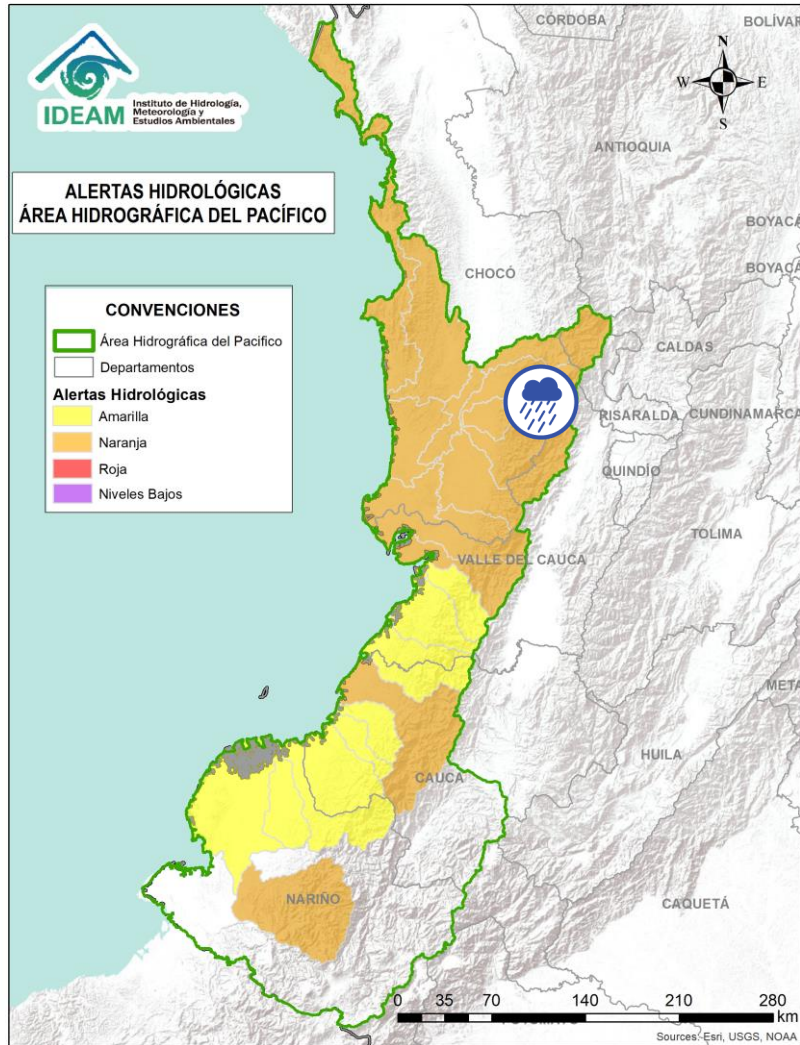 IDEAM
Instituto de Hidrología,
Meteorología y
Estudios Ambientales
ALERTAS HIDROLÓGICAS
ÁREA HIDROGRÁFICA DEL PACÍFICO
CONVENCIONES
Área Hidrográfica del Pacifico
Departamentos
Alertas Hidrológicas
Amarilla
Naranja
Roja
Niveles Bajos
CÓRDOBA
BOLÍVAR
N
W
E
S
ANTIOQUIA
BOYACÁ
BOYACÁ
CHOCÓ
CALDAS
RISARALDA
CUNDINAMARCA
QUINDÍO
TOLIMA
VALLE DEL CAUCA
META
HUILA
CAUCA
NARIÑO
CAQUETÁ
0 35 70 140 210 280
km
Sources: Esri, USGS, NOAA